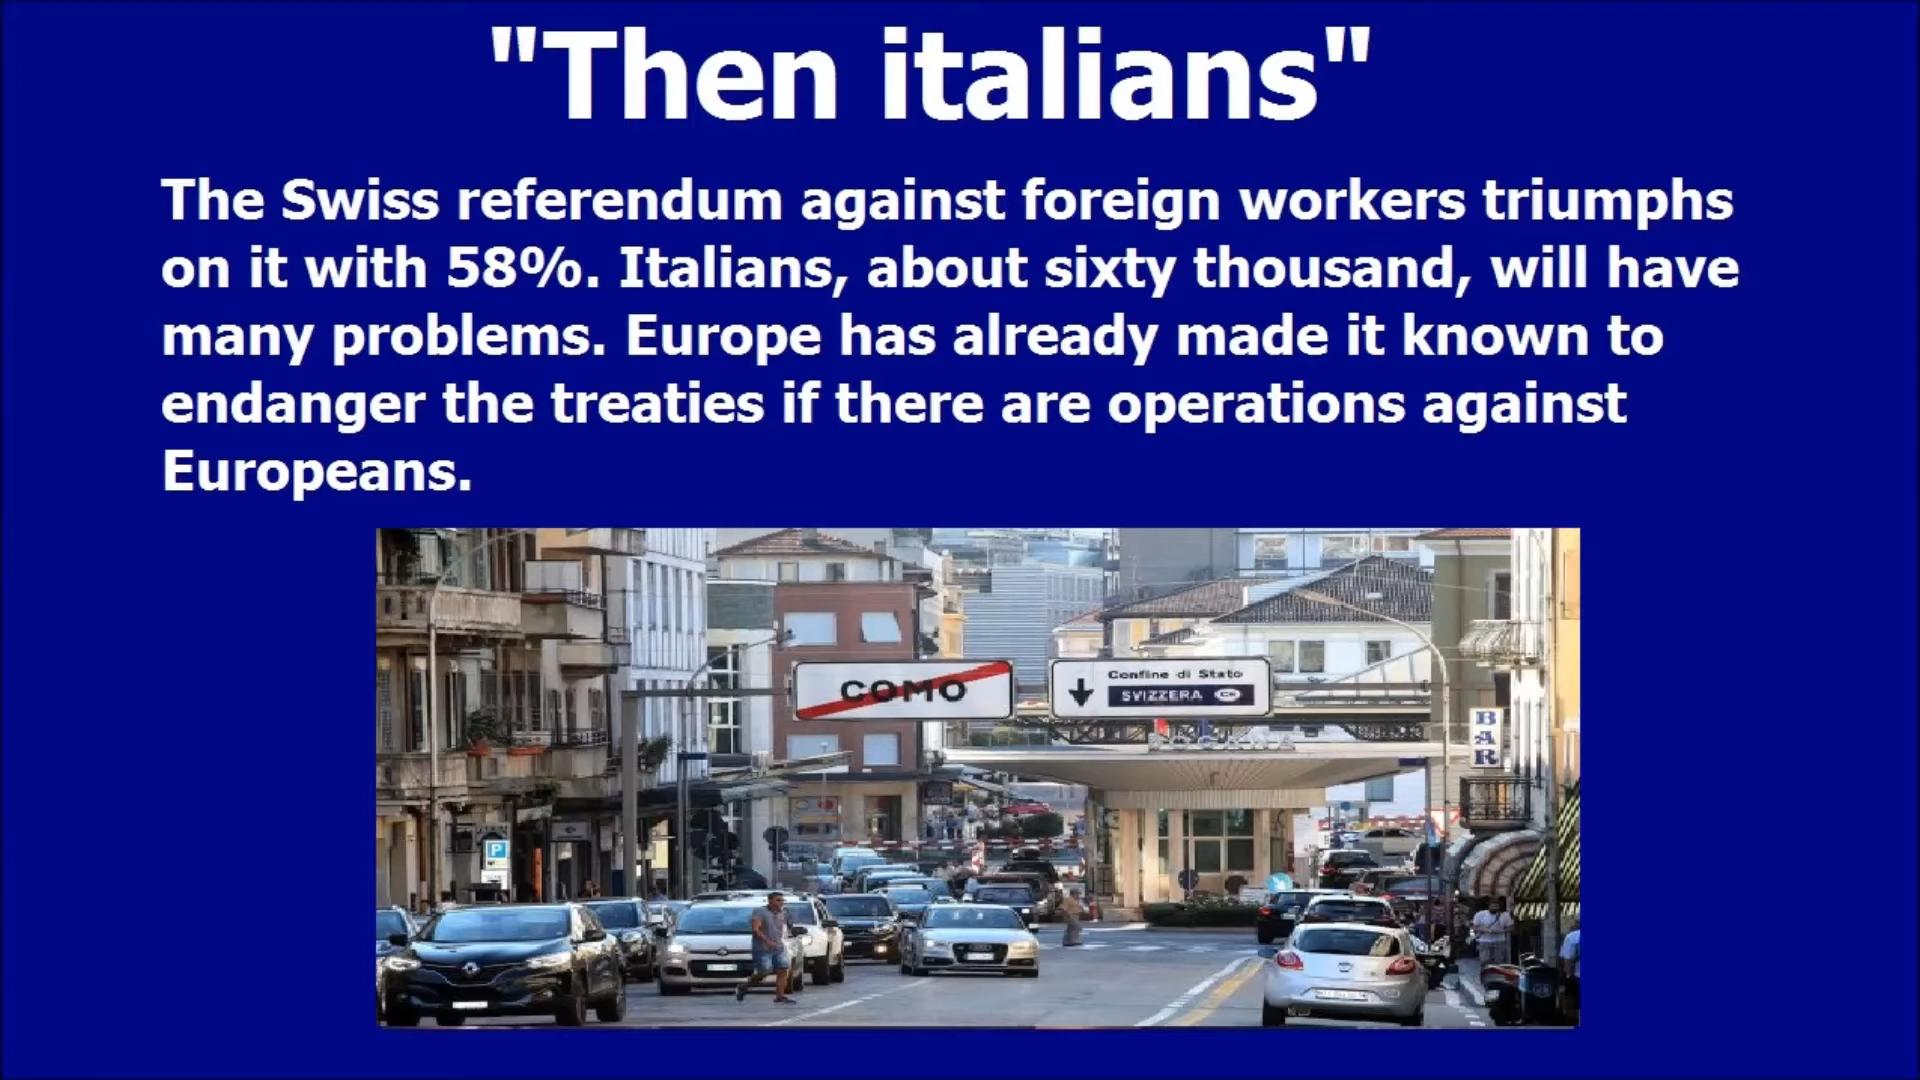 "Then italians"
The Swiss referendum against foreign workers triumphs
on it with 58%. Italians, about sixty thousand, will have
many problems. Europe has already made it known to
endanger the treaties if there are operations against
Europeans.
COMO
Confine di Stato
SVIZZERA CH
BAR
P